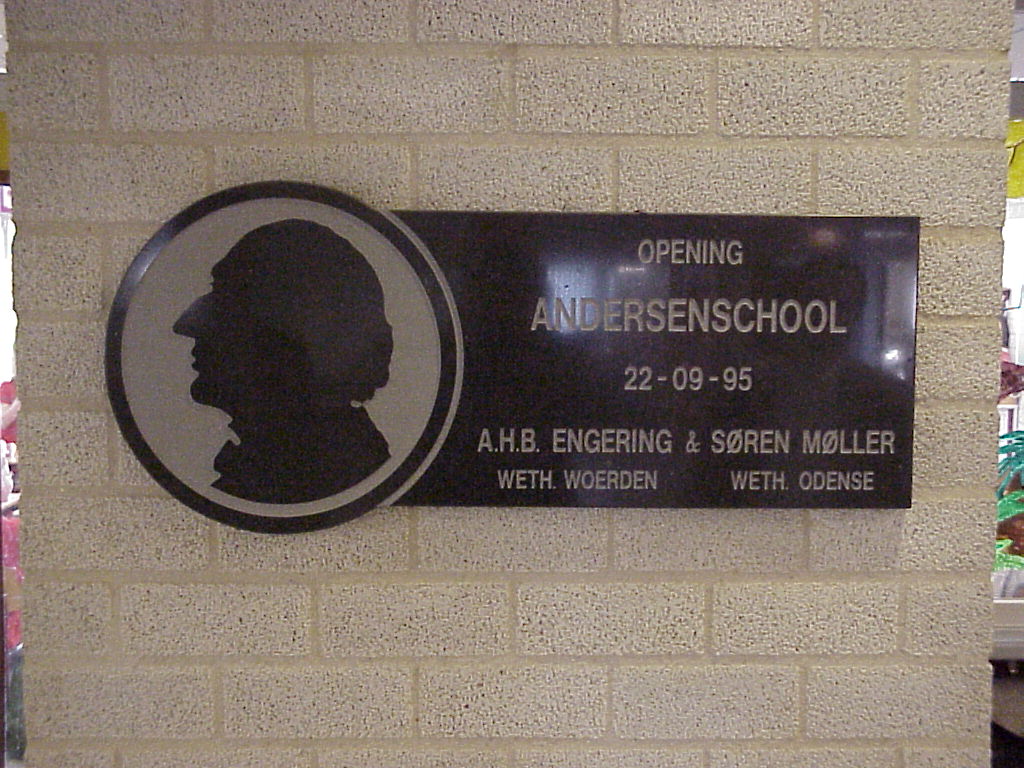 OPENING
ANDERSENSCHOOL
22-09-95
A.H.B. ENGERING & SØREN MØLLER
WETH. WOERDEN WETH. ODENSE